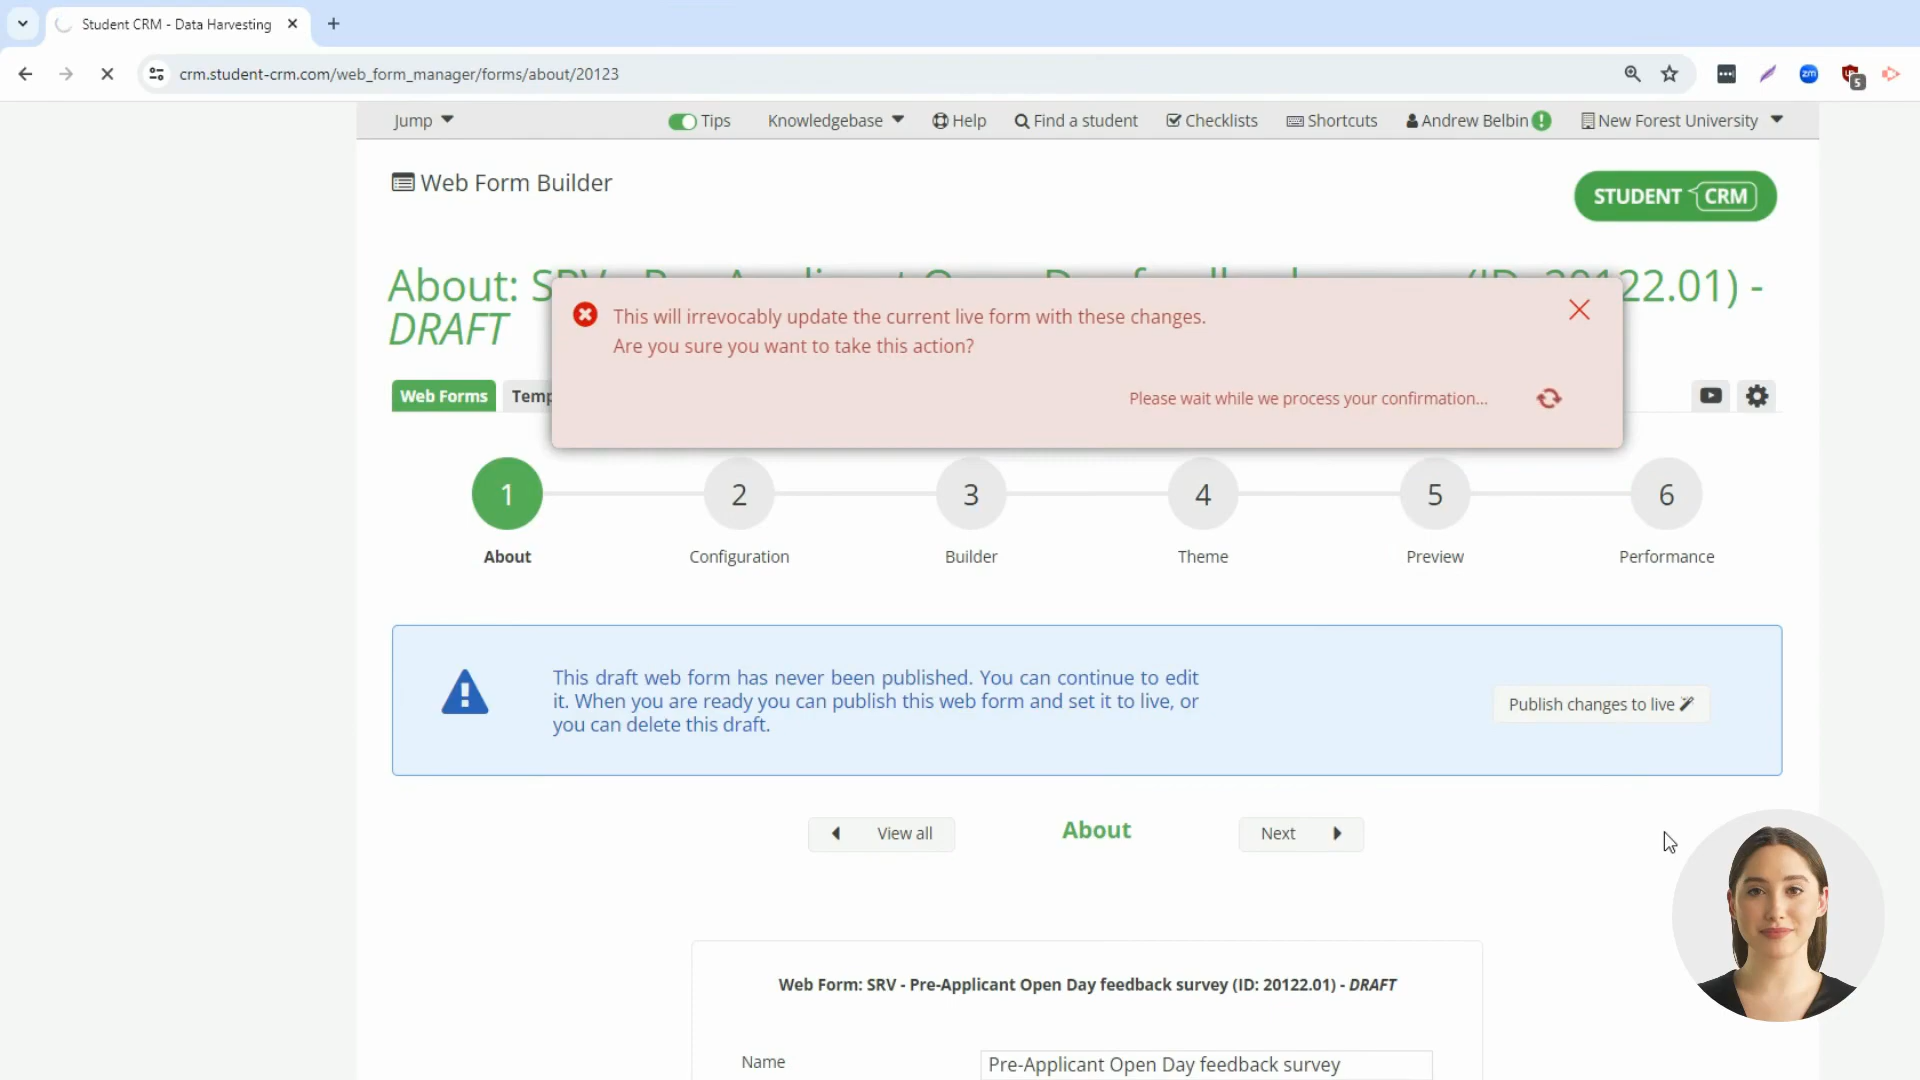 Student CRM - Data Harvesting
crm.student-crm.com/web_form_manager/forms/about/20123
zm
5
Jump
Tips
Knowledgebase
Help
Find a student
Checklists
Shortcuts
Andrew Belbin
New Forest University
Web Form Builder
STUDENT CRM
About: SRV - Pre-Applicant Open Day feedback survey (ID: 20122.01) -
DRAFT
This will irrevocably update the current live form with these changes.
Are you sure you want to take this action?
Please wait while we process your confirmation...
Web Forms
Temp
1
2
3
4
5
6
About
Configuration
Builder
Theme
Preview
Performance
This draft web form has never been published. You can continue to edit
it. When you are ready you can publish this web form and set it to live, or
you can delete this draft.
Publish changes to live
View all
About
Next
Web Form: SRV - Pre-Applicant Open Day feedback survey (ID: 20122.01) - DRAFT
Name
Pre-Applicant Open Day feedback survey